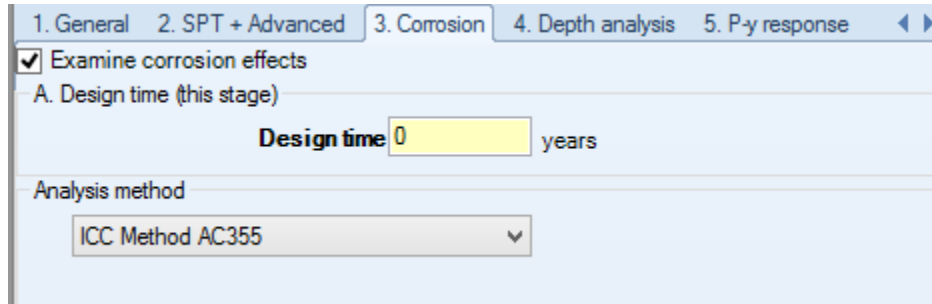 1. General 2. SPT + Advanced 3. Corrosion 4. Depth analysis 5. P-y response
Examine corrosion effects
A. Design time (this stage)
Design time 0 years
Analysis method
ICC Method AC355